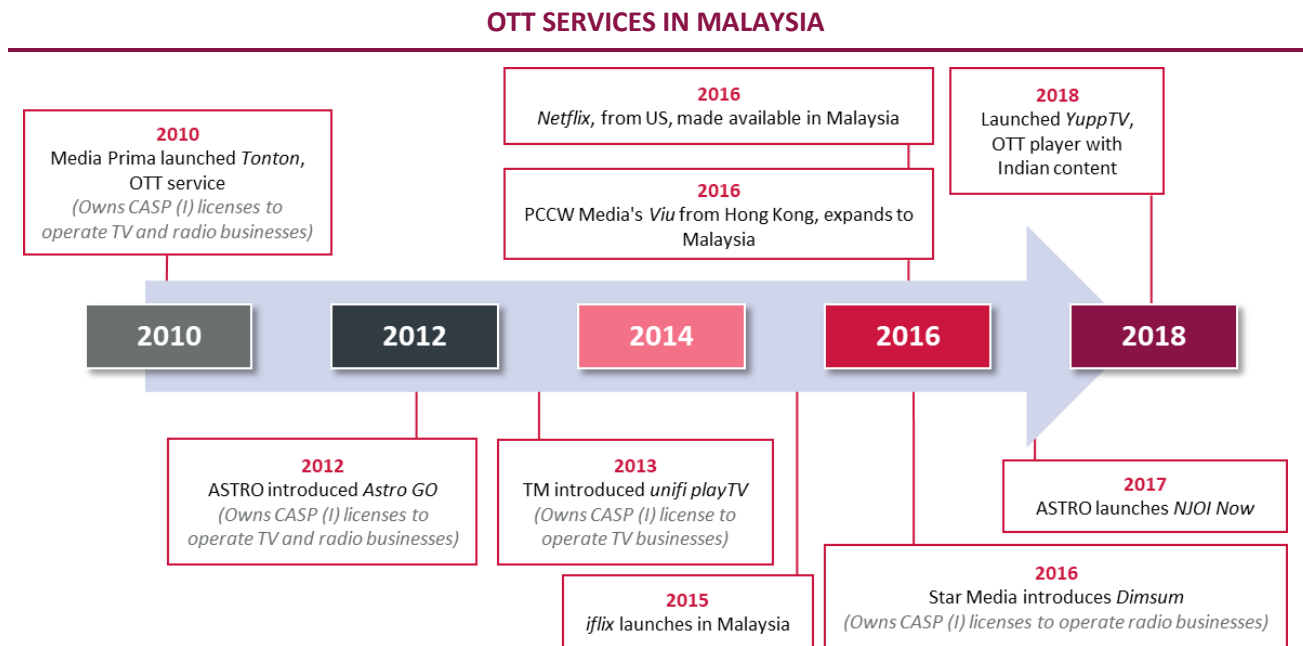 OTT SERVICES IN MALAYSIA
2010
Media Prima launched Tonton,
OTT service
(Owns CASP (I) licenses to
operate TV and radio businesses)
2016
Netflix, from US, made available in Malaysia
2016
PCCW Media's Viu from Hong Kong, expands to
Malaysia
2018
Launched YuppTV,
OTT player with
Indian content
2010
2012
2014
2016
2018
2012
ASTRO introduced Astro GO
(Owns CASP (I) licenses to
operate TV and radio businesses)
2013
TM introduced unifi playTV
(Owns CASP (I) license to
operate TV businesses)
2015
iflix launches in Malaysia
2017
ASTRO launches NJOI Now
2016
Star Media introduces Dimsum
(Owns CASP (I) licenses to operate radio businesses)